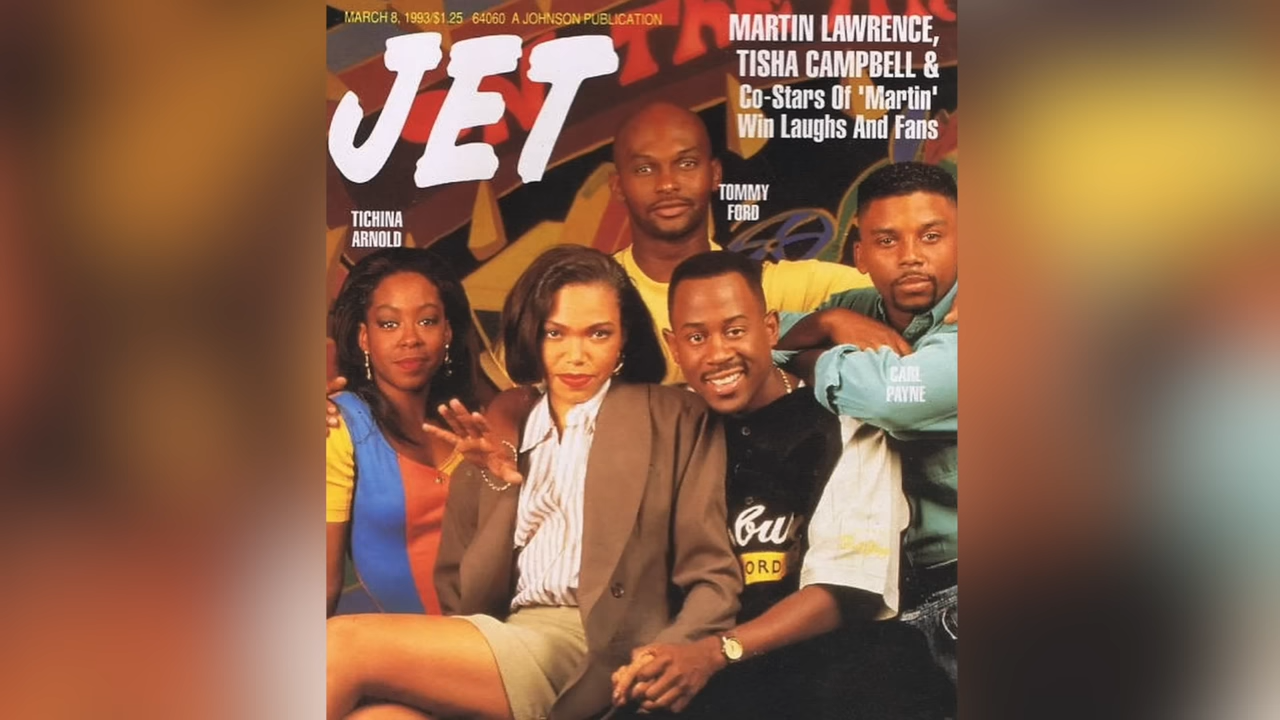 MARCH 8, 1993/$1.25 64060 A JOHNSON PUBLICATION
JET
MARTIN LAWRENCE,
TISHA CAMPBELL &
Co-Stars Of 'Martin'
Win Laughs And Fans
TOMMY
FORD
TICHINA
ARNOLD
CARL
PAYNE